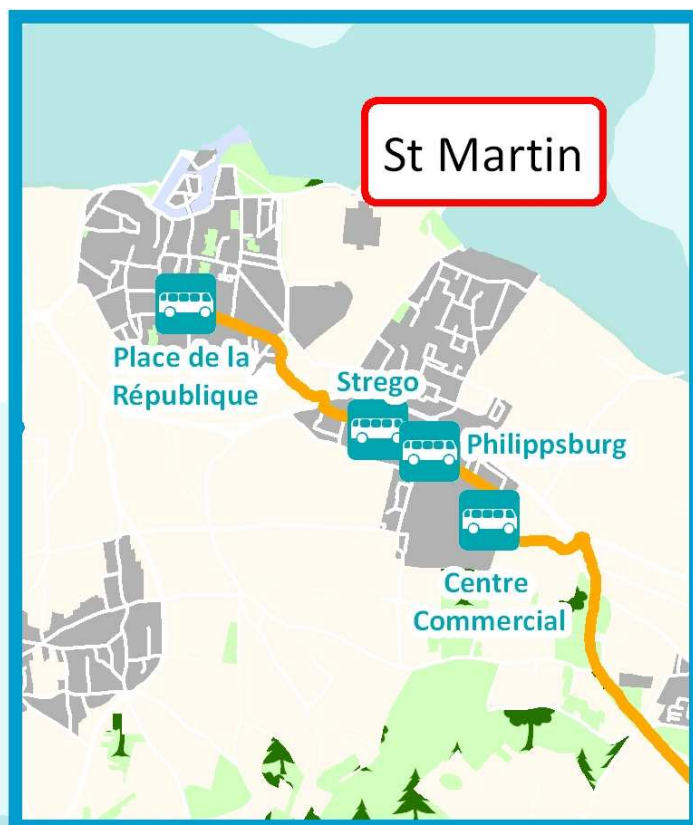 St Martin
Place de la
République
Strego
Philippsburg
Centre
Commercial